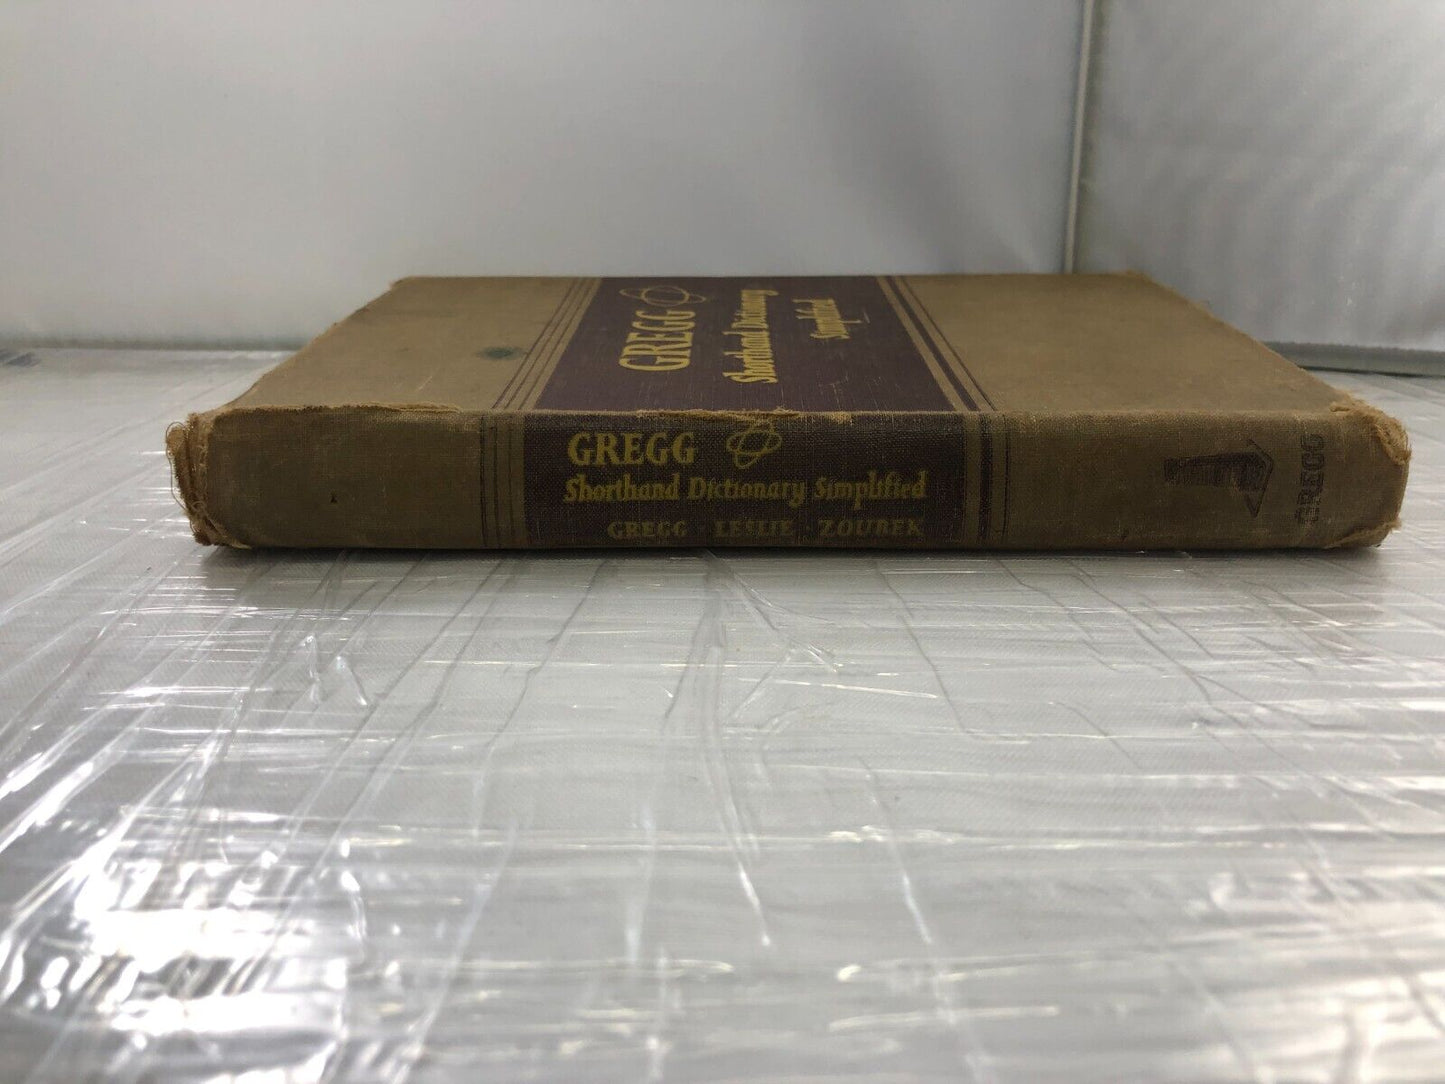 GREGG
Shorthand Dictionary
Simplified
GREGG
Shorthand Dictionary Simplified
GREGG · LESLIE · ZOUBEK
GREGG